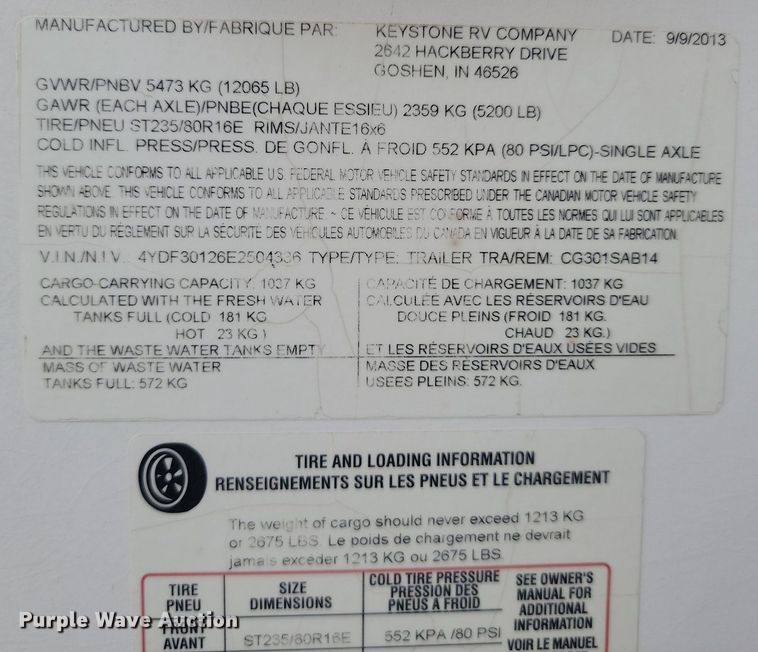 MANUFACTURED BY/FABRIQUE PAR: KEYSTONE RV COMPANY DATE: 9/9/2013
2642 HACKBERRY DRIVE
GOSHEN, IN 46526
GVWR/PNBV 5473 KG (12065 LB)
GAWR (EACH AXLE)/PNBE(CHAQUE ESSIEU) 2359 KG (5200 LB)
TIRE/PNEU ST235/80R16E RIMS/JANTE16x6
COLD INFL. PRESS/PRESS. DE GONFL. À FROID 552 KPA (80 PSI/LPC)-SINGLE AXLE
THIS VEHICLE CONFORMS TO ALL APPLICABLE U.S. FEDERAL MOTOR VEHICLE SAFETY STANDARDS IN EFFECT ON THE DATE OF MANUFACTURE
SHOWN ABOVE. THIS VEHICLE CONFORMS TO ALL APPLICABLE STANDARDS PRESCRIBED UNDER THE CANADIAN MOTOR VEHICLE SAFETY
REGULATIONS IN EFFECT ON THE DATE OF MANUFACTURE. ~ CE VÉHICULE EST CONFORME À TOUTES LES NORMES QUI LUI SONT APPLICABLES
EN VERTU DU RÈGLEMENT SUR LA SÉCURITÉ DES VÉHICULES AUTOMOBILES DU CANADA EN VIGUEUR À LA DATE DE SA FABRICATION.
V.I.N./N.I.V. 4YDF30126E2504336 TYPE/TYPE: TRAILER TRA/REM: CG301SAB14
CARGO-CARRYING CAPACITY: 1037 KG
CALCULATED WITH THE FRESH WATER
TANKS FULL (COLD 181 KG
HOT 23 KG.)
AND THE WASTE WATER TANKS EMPTY
MASS OF WASTE WATER
TANKS FULL: 572 KG
CAPACITÉ DE CHARGEMENT: 1037 KG
CALCULÉE AVEC LES RÉSERVOIRS D'EAU
DOUCE PLEINS (FROID 181 KG.
CHAUD 23 KG.)
ET LES RÉSERVOIRS D'EAUX USÉES VIDES
MASSE DES RÉSERVOIRS D'EAUX
USEES PLEINS: 572 KG.
TIRE AND LOADING INFORMATION
RENSEIGNEMENTS SUR LES PNEUS ET LE CHARGEMENT
The weight of cargo should never exceed 1213 KG
or 2675 LBS. Le poids de chargement ne devrait
jamais exceder 1213 KG ou 2675 LBS.
TIRE
PNEU
SIZE
DIMENSIONS
COLD TIRE PRESSURE
PRESSION DES
PNEUS A FROID
SEE OWNER'S
MANUAL FOR
ADDITIONAL
INFORMATION
VOIR LE MANUEL
FRONT
AVANT
ST235/80R16E
552 KPA /80 PSI
Purple Wave Auction